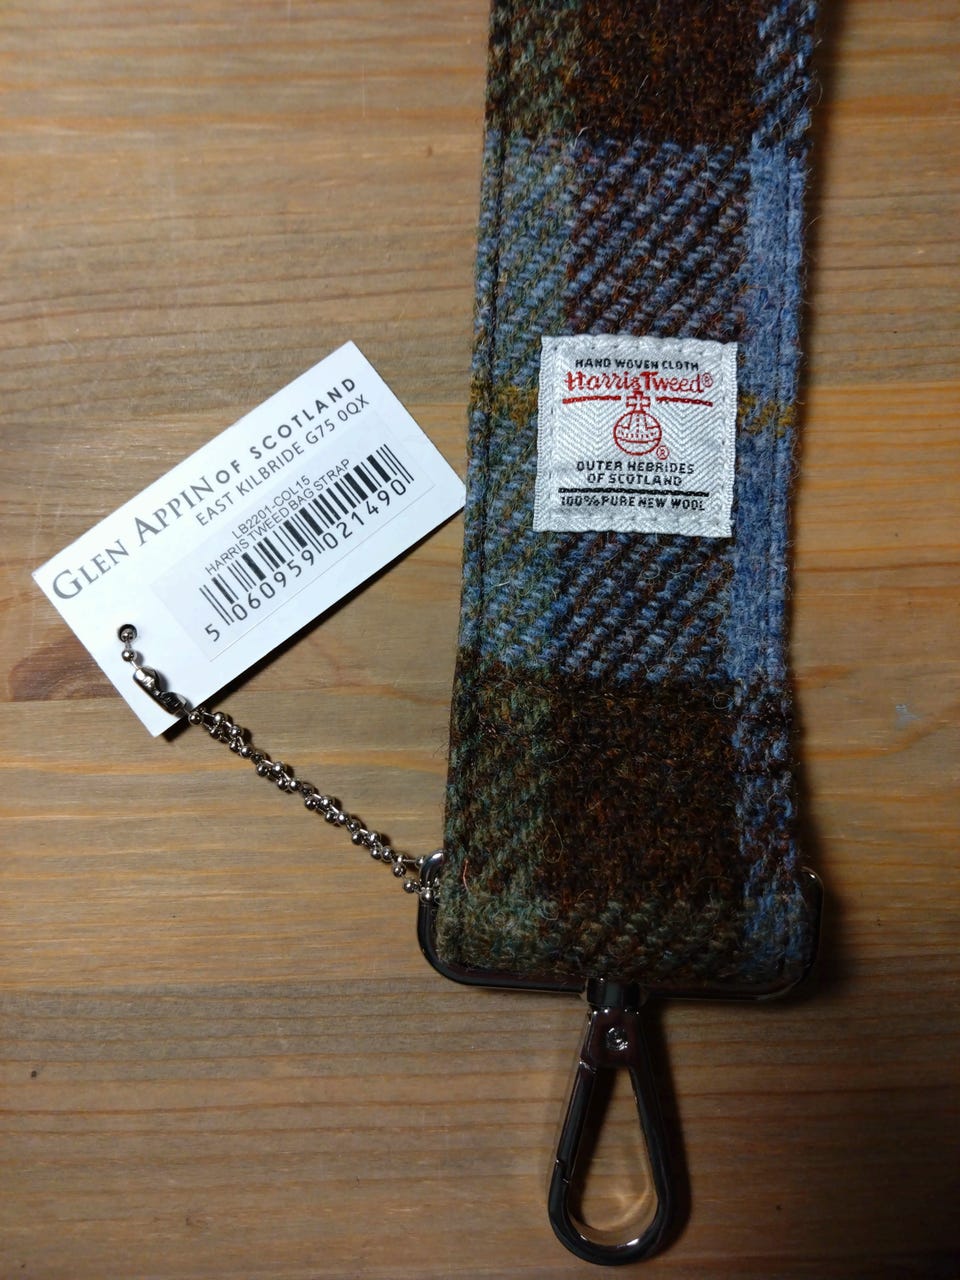 GLEN APPIN OF SCOTLAND
EAST KILBRIDE G75 0QX
LB2201-COL15
HARRIS TWEED BAG STRAP
5 060959 021490
HAND WOVEN CLOTH
Harris Tweed®
®
OUTER HEBRIDES
OF SCOTLAND
100% PURE NEW WOOL